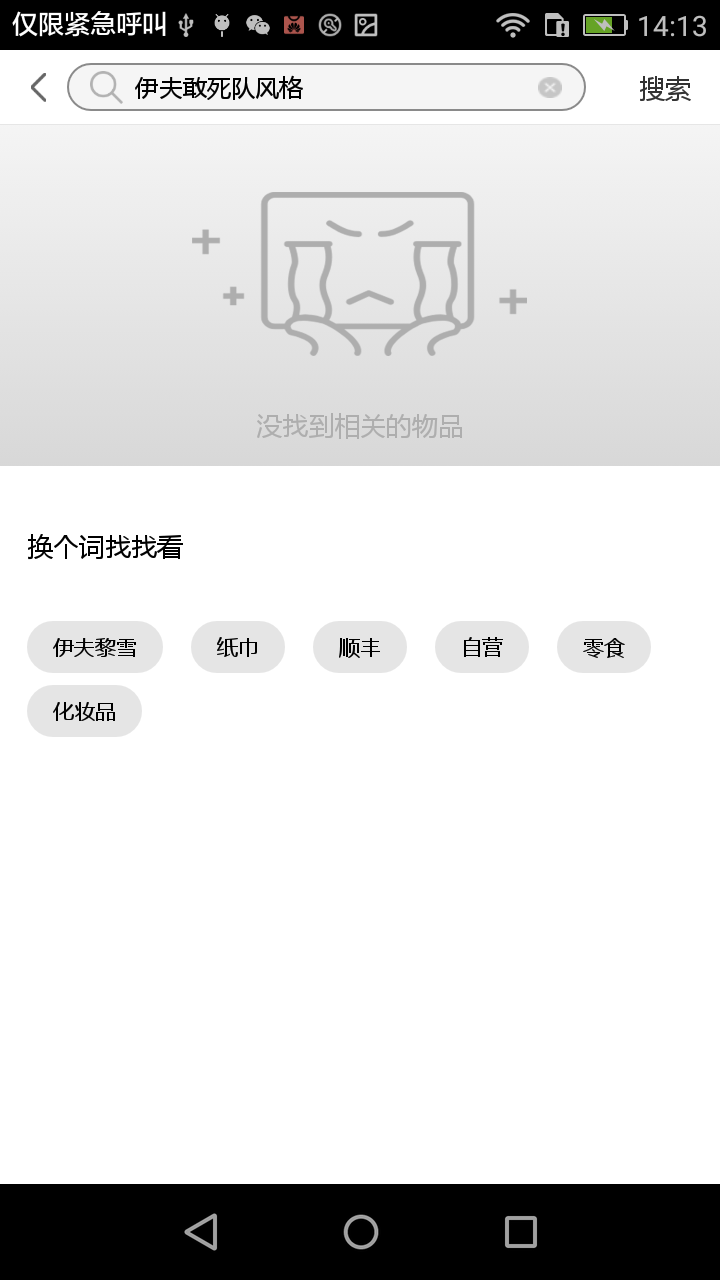 仅限紧急呼叫 14:13
伊夫敢死队风格 搜索
没找到相关的物品
换个词找找看
伊夫黎雪 纸巾 顺丰 自营 零食
化妆品